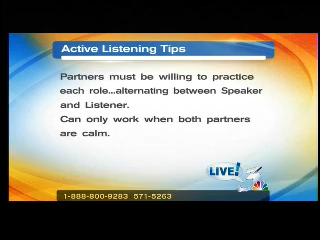 Active Listening Tips
Partners must be willing to practice
each role...alternating between Speaker
and Listener.
Can only work when both partners
are calm.
LIVE!
1-888-800-9283 571-5263